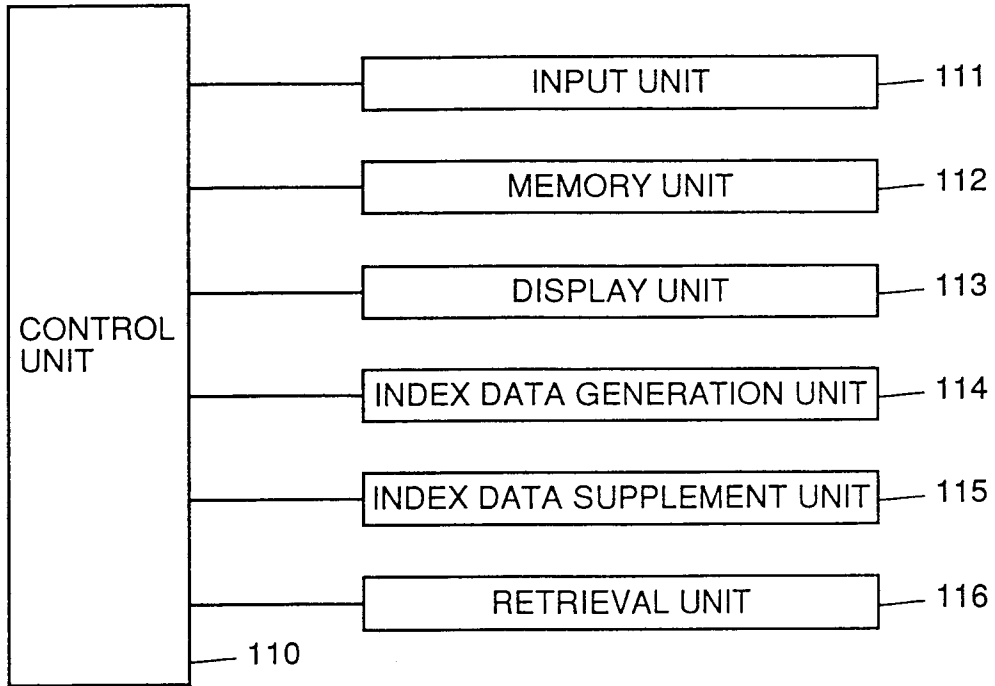 INPUT UNIT
111
MEMORY UNIT
112
DISPLAY UNIT
113
CONTROL
UNIT
INDEX DATA GENERATION UNIT
114
INDEX DATA SUPPLEMENT UNIT
115
RETRIEVAL UNIT
116
110